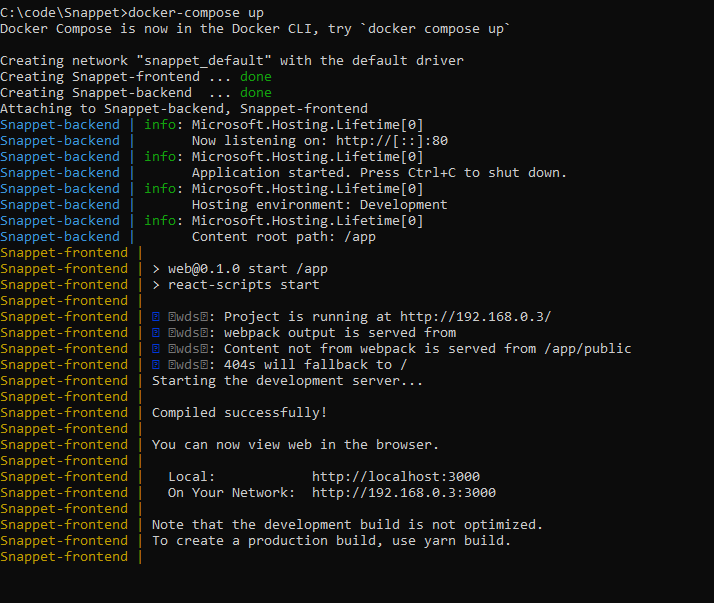 C:\code\Snappet>docker-compose up
Docker Compose is now in the Docker CLI, try `docker compose up`
Creating network "snappet_default" with the default driver
Creating Snappet-frontend ... done
Creating Snappet-backend  ... done
Attaching to Snappet-backend, Snappet-frontend
Snappet-backend | info: Microsoft.Hosting.Lifetime[0]
Snappet-backend |       Now listening on: http://[::]:80
Snappet-backend | info: Microsoft.Hosting.Lifetime[0]
Snappet-backend |       Application started. Press Ctrl+C to shut down.
Snappet-backend | info: Microsoft.Hosting.Lifetime[0]
Snappet-backend |       Hosting environment: Development
Snappet-backend | info: Microsoft.Hosting.Lifetime[0]
Snappet-backend |       Content root path: /app
Snappet-frontend |
Snappet-frontend | > web@0.1.0 start /app
Snappet-frontend | > react-scripts start
Snappet-frontend |
Snappet-frontend | wds: Project is running at http://192.168.0.3/
Snappet-frontend | wds: webpack output is served from
Snappet-frontend | wds: Content not from webpack is served from /app/public
Snappet-frontend | wds: 404s will fallback to /
Snappet-frontend | Starting the development server...
Snappet-frontend |
Snappet-frontend | Compiled successfully!
Snappet-frontend |
Snappet-frontend | You can now view web in the browser.
Snappet-frontend |
Snappet-frontend |   Local:            http://localhost:3000
Snappet-frontend |   On Your Network:  http://192.168.0.3:3000
Snappet-frontend |
Snappet-frontend | Note that the development build is not optimized.
Snappet-frontend | To create a production build, use yarn build.
Snappet-frontend |